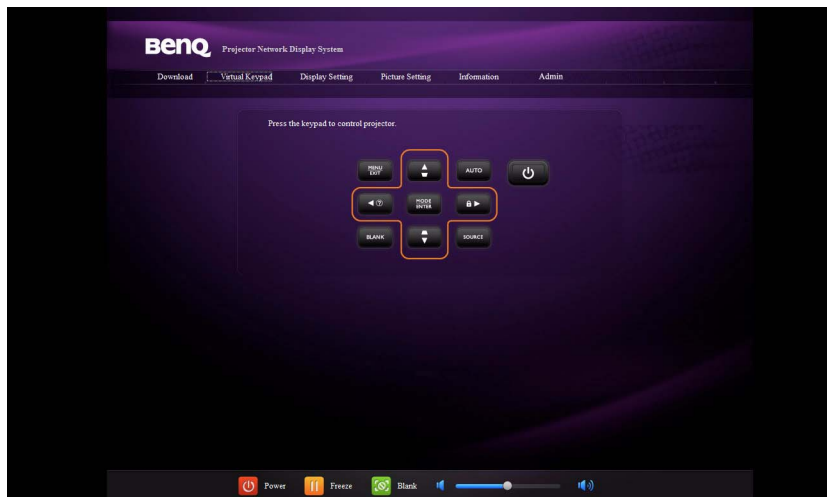 BenQ Projector Network Display System
Download Virtual Keypad Display Setting Picture Setting Information Admin
Press the keypad to control projector.
MENU
EXIT
AUTO
MODE
ENTER
BLANK
SOURCE
Power Freeze Blank